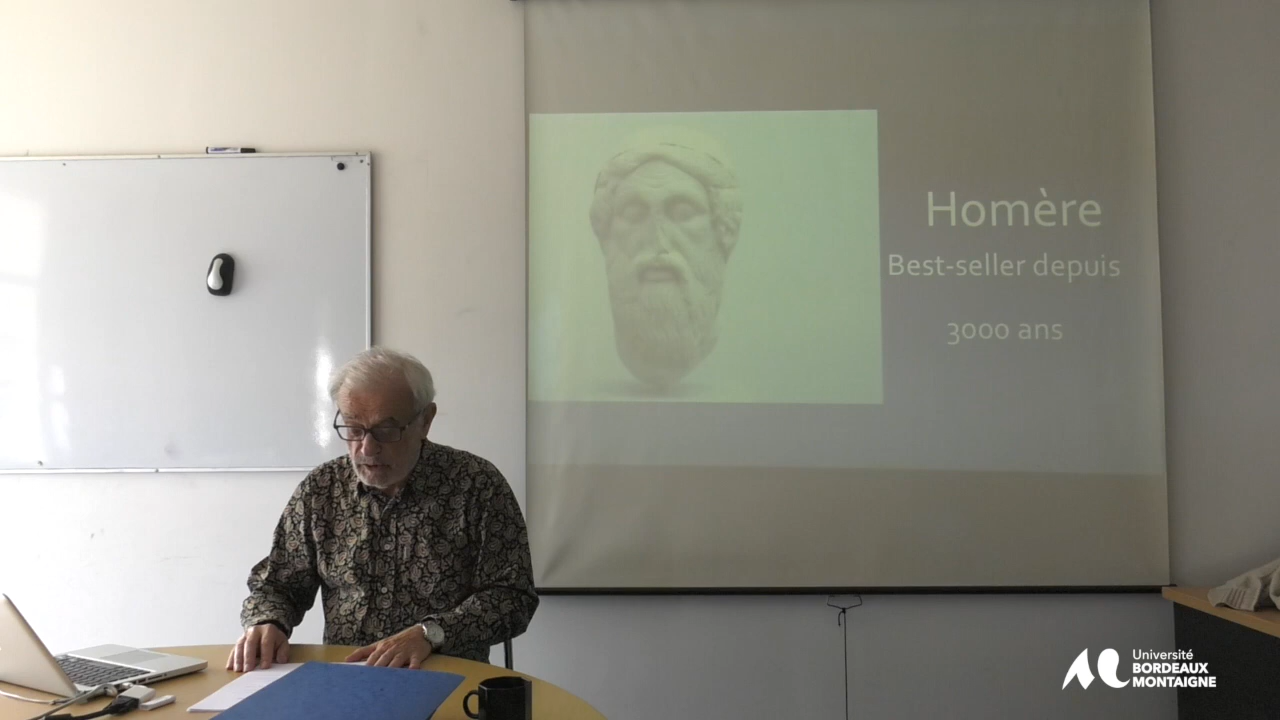 Homère
Best-seller depuis
3000 ans
Université
BORDEAUX
MONTAIGNE